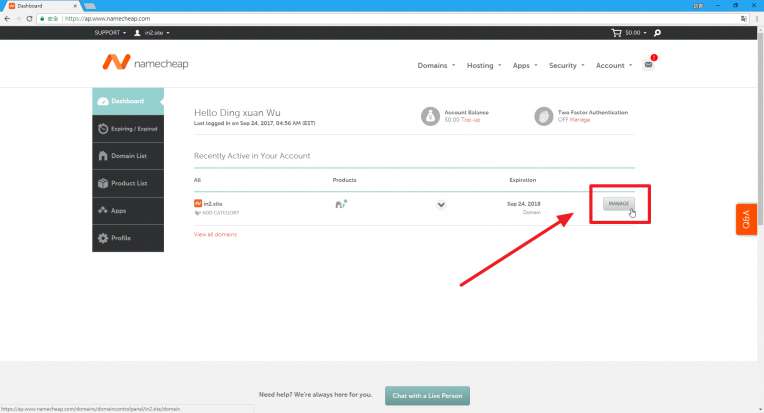 Dashboard
安全 https://ap.www.namecheap.com
SUPPORT in2.site $0.00
namecheap
Domains Hosting Apps Security Account
Dashboard
Expiring / Expired
Domain List
Product List
Apps
Profile
Hello Ding xuan Wu
Last logged in on Sep 24, 2017, 04:56 AM (EST)
Account Balance
$0.00 Top-up
Two Factor Authentication
OFF Manage
Recently Active in Your Account
All Products Expiration
in2.site Sep 24, 2018 MANAGE
ADD CATEGORY Domain
View all domains
Q&A
Need help? We're always here for you. Chat with a Live Person
https://ap.www.namecheap.com/domains/domaincontrolpanel/in2.site/domain